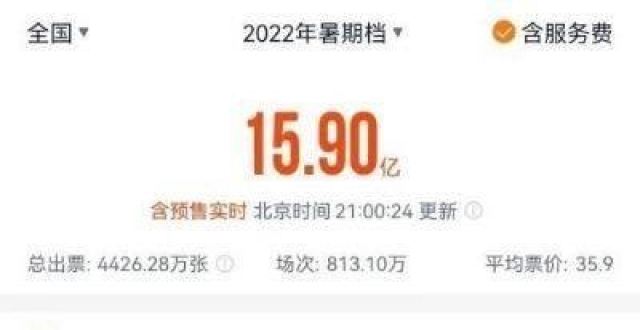 全国 2022年暑期档 含服务费
15.90亿
含预售实时 北京时间 21:00:24 更新
总出票: 4426.28万张 场次: 813.10万 平均票价: 35.9